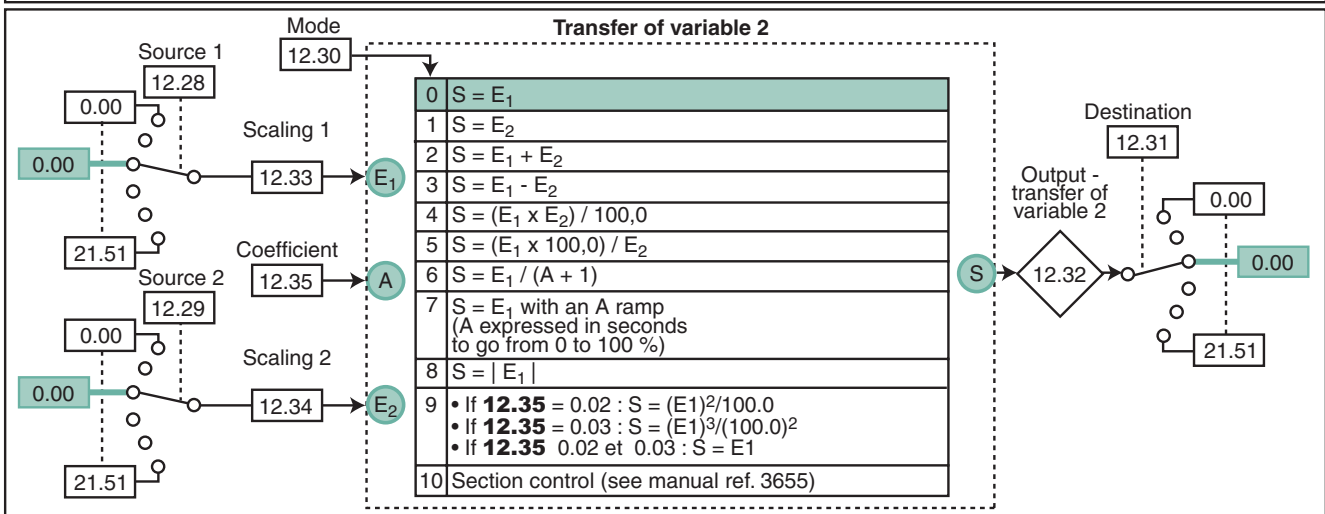 Transfer of variable 2
Mode
12.30
Source 1
12.28
0.00
0.00
21.51
Scaling 1
12.33
E1
Coefficient
12.35
A
Source 2
12.29
0.00
0.00
21.51
Scaling 2
12.34
E2
0 S = E1
1 S = E2
2 S = E1 + E2
3 S = E1 - E2
4 S = (E1 x E2) / 100,0
5 S = (E1 x 100,0) / E2
6 S = E1 / (A + 1)
7 S = E1 with an A ramp
(A expressed in seconds
to go from 0 to 100 %)
8 S = | E1 |
9 • If 12.35 = 0.02 : S = (E1)²/100.0
• If 12.35 = 0.03 : S = (E1)³/(100.0)²
• If 12.35 0.02 et 0.03 : S = E1
10 Section control (see manual ref. 3655)
S
Output -
transfer of
variable 2
12.32
Destination
12.31
0.00
0.00
21.51